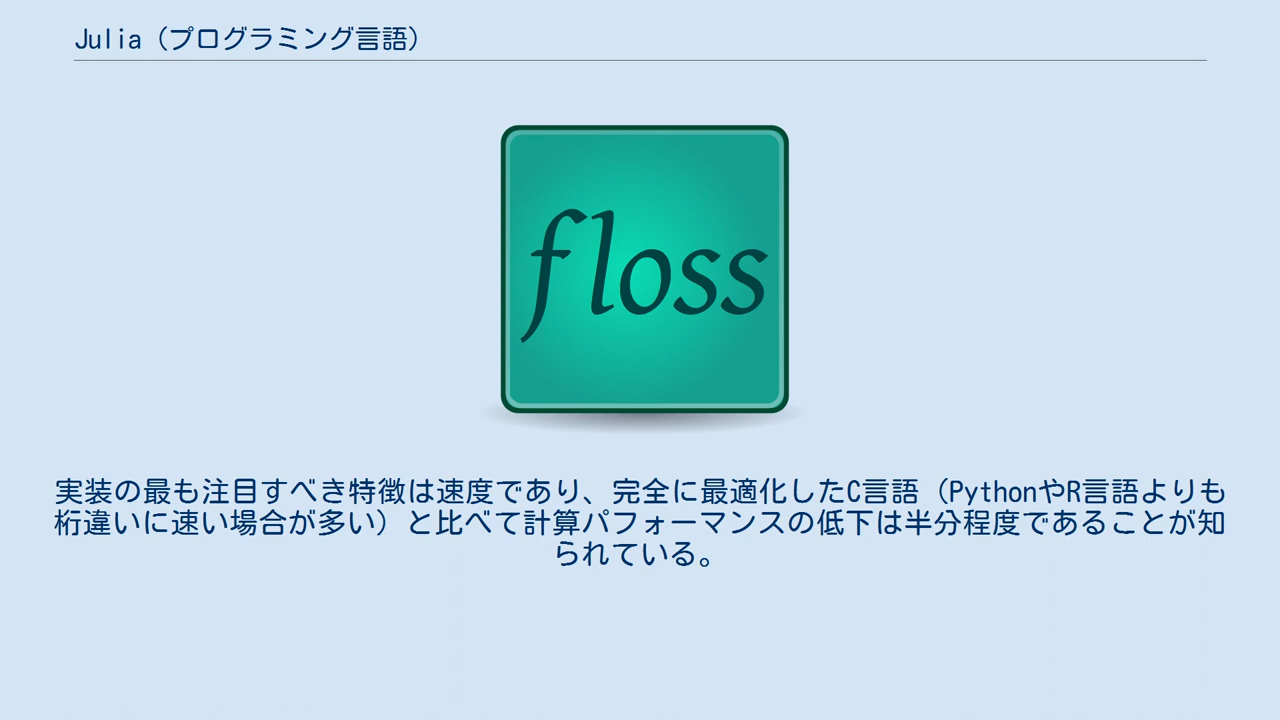 Julia（プログラミング言語）
floss
実装の最も注目すべき特徴は速度であり、完全に最適化したC言語（PythonやR言語よりも
桁違いに速い場合が多い）と比べて計算パフォーマンスの低下は半分程度であることが知
られている。